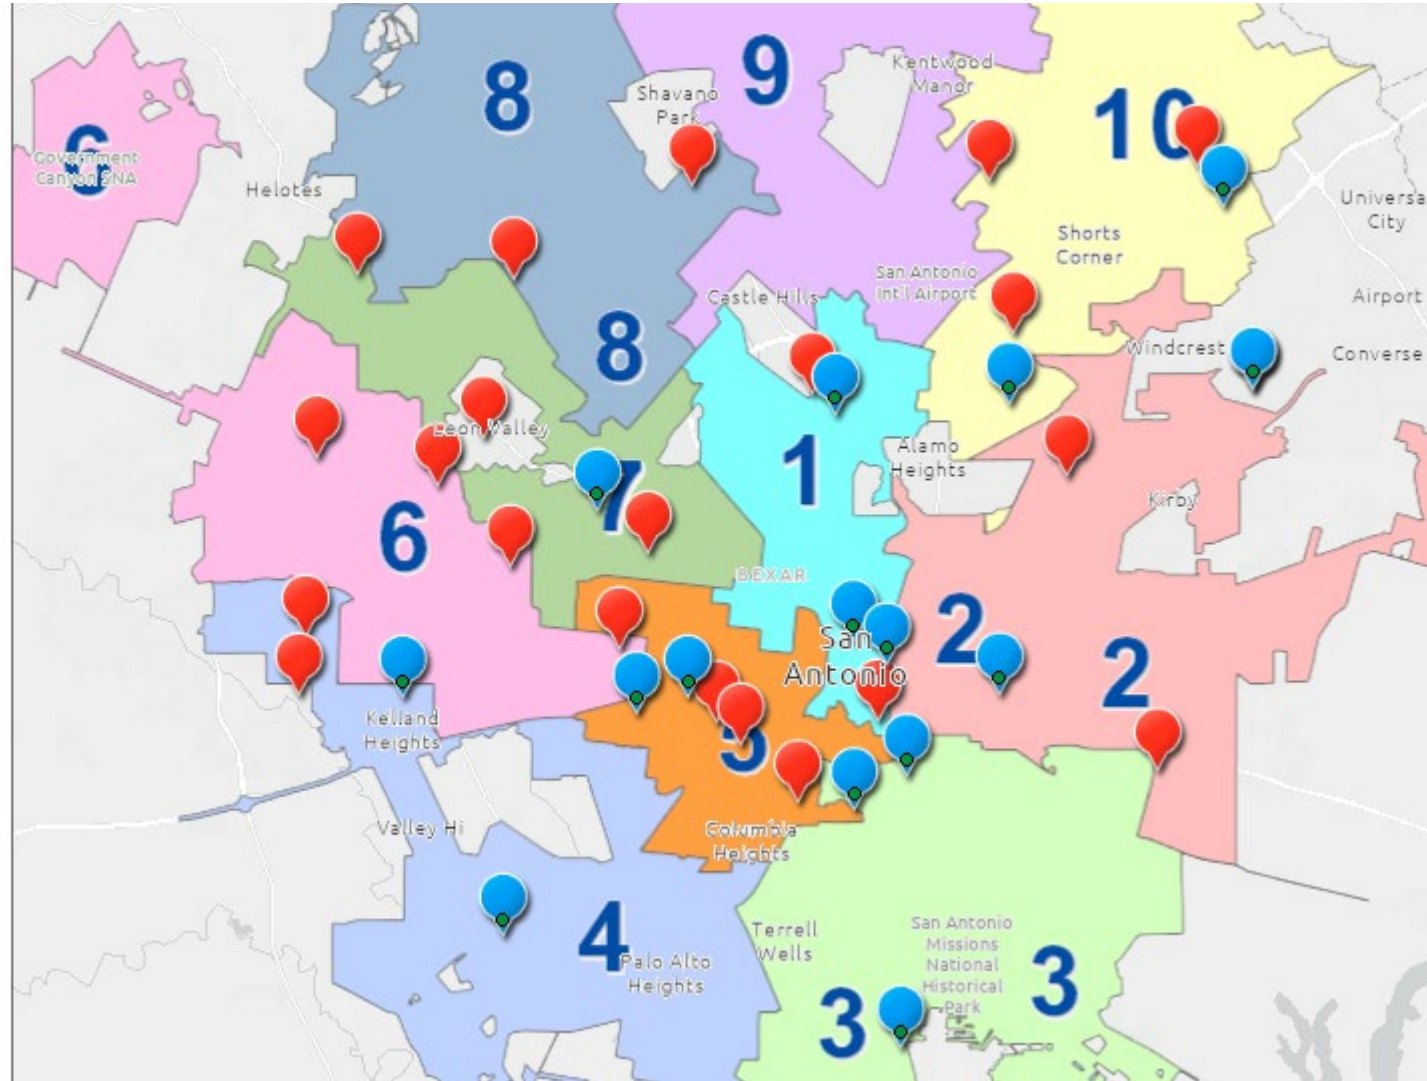 8
9
Kentwood
Manor
Shavano
Park
10
6
Government
Canyon SNA
Helotes
Universa
City
Shorts
Corner
San Antonio
Int'l Airport
Castle Hills
Airport
8
Windcrest
Converse
Leon Valley
1
Alamo
Heights
7
Kirby
6
BEXAR
2
San
Antonio
2
Kelland
Heights
5
Valley Hi
Columbia
Heights
4
Terrell
Wells
San Antonio
Missions
National
Historical
Park
Palo Alto
Heights
3
3